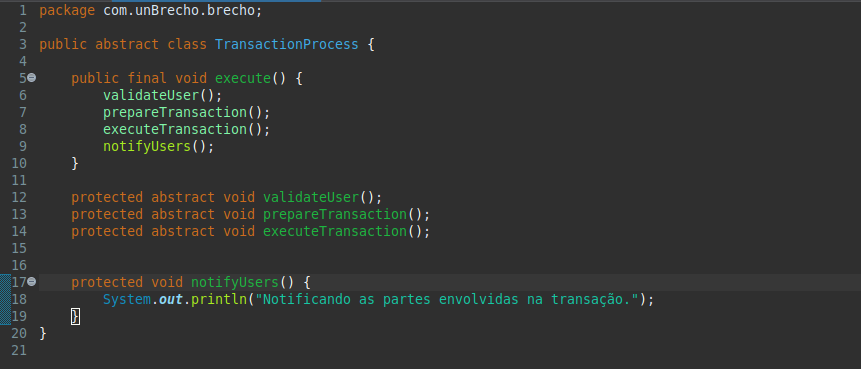 1 package com.unBrecho.brecho;
2
3 public abstract class TransactionProcess {
4
5 public final void execute() {
6 validateUser();
7 prepareTransaction();
8 executeTransaction();
9 notifyUsers();
10 }
11
12 protected abstract void validateUser();
13 protected abstract void prepareTransaction();
14 protected abstract void executeTransaction();
15
16
17 protected void notifyUsers() {
18 System.out.println("Notificando as partes envolvidas na transação.");
19 }
20 }
21